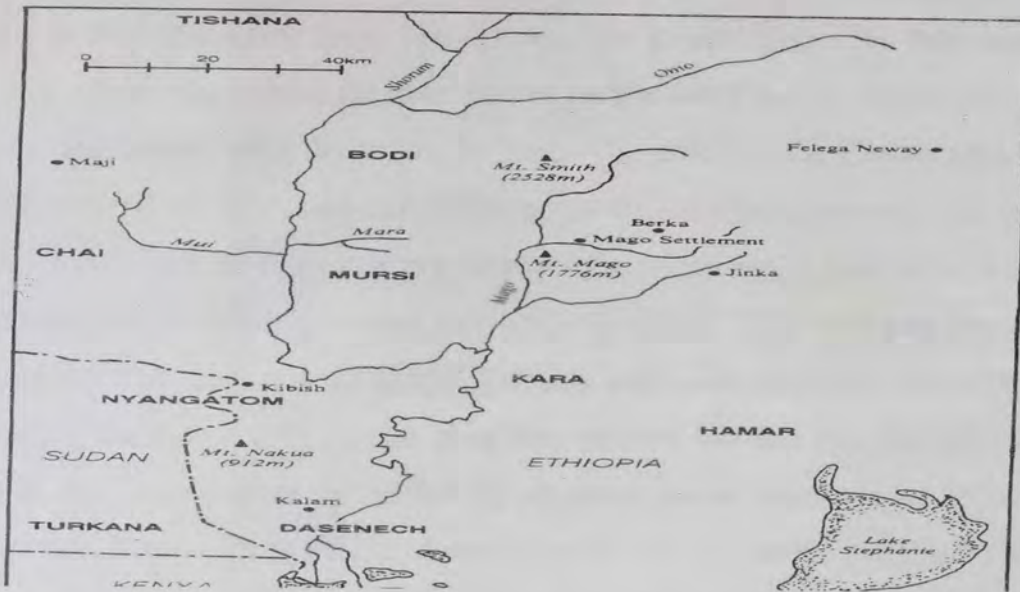 TISHANA
0 20 40km
Shorum
Omo
BODI
Maji
Mt. Smith
(2528m)
Felega Neway
Berka
Mara
Mago Settlement
Mui
CHAI
MURSI
Mt. Mago
(1776m)
Jinka
Mago
KARA
Kibish
NYANGATOM
HAMAR
Mt. Nakua
(912m)
SUDAN
ETHIOPIA
Kalam
TURKANA
DASENECH
Lake
Stephanie
KENYA